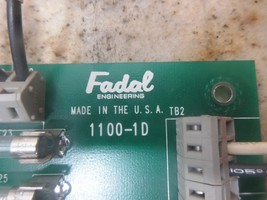 Fadal
ENGINEERING
MADE IN THE U.S.A.
TB2
1100-1D